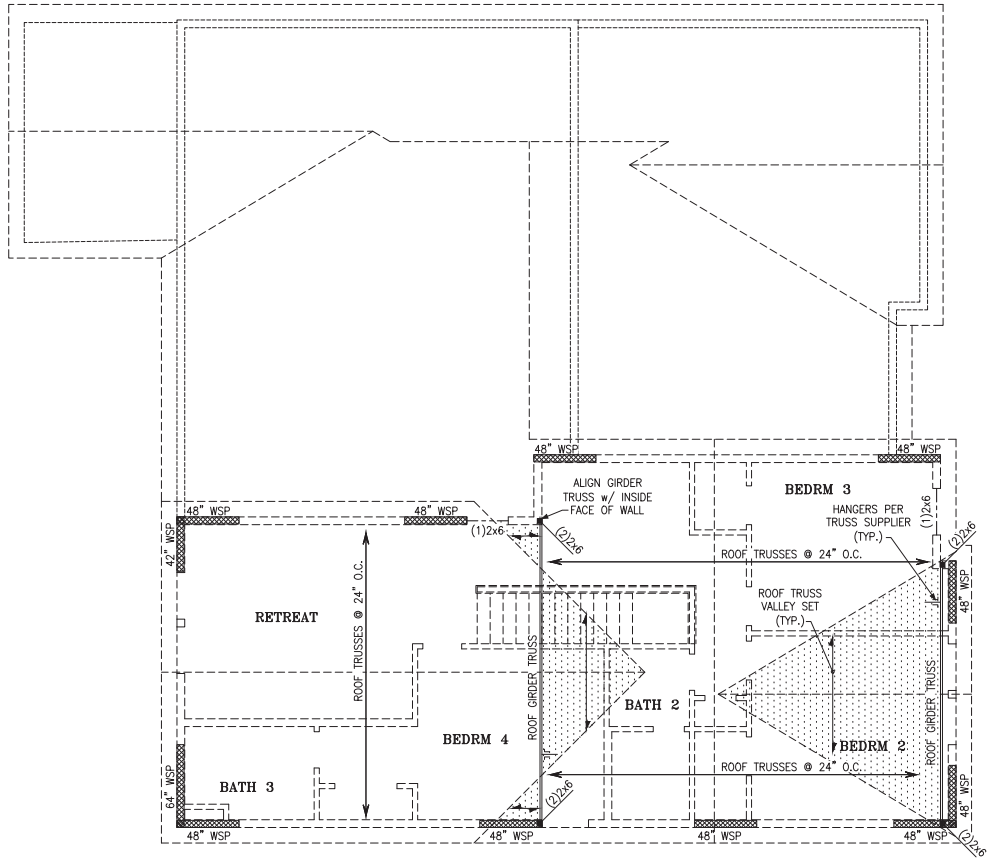 48" WSP
48" WSP
ALIGN GIRDER
TRUSS w/ INSIDE
FACE OF WALL
BEDRM 3
HANGERS PER
TRUSS SUPPLIER
(TYP.)
(1)2x6
(2)2x6
48" WSP
48" WSP
42" WSP
(1)2x6
(2)2x6
ROOF TRUSSES @ 24" O.C.
ROOF TRUSSES @ 24" O.C.
ROOF TRUSS
VALLEY SET
(TYP.)
48" WSP
RETREAT
ROOF GIRDER TRUSS
BATH 2
ROOF GIRDER TRUSS
BEDRM 4
BEDRM 2
ROOF TRUSSES @ 24" O.C.
64" WSP
BATH 3
(2)2x6
48" WSP
48" WSP
48" WSP
48" WSP
48" WSP
(2)2x6